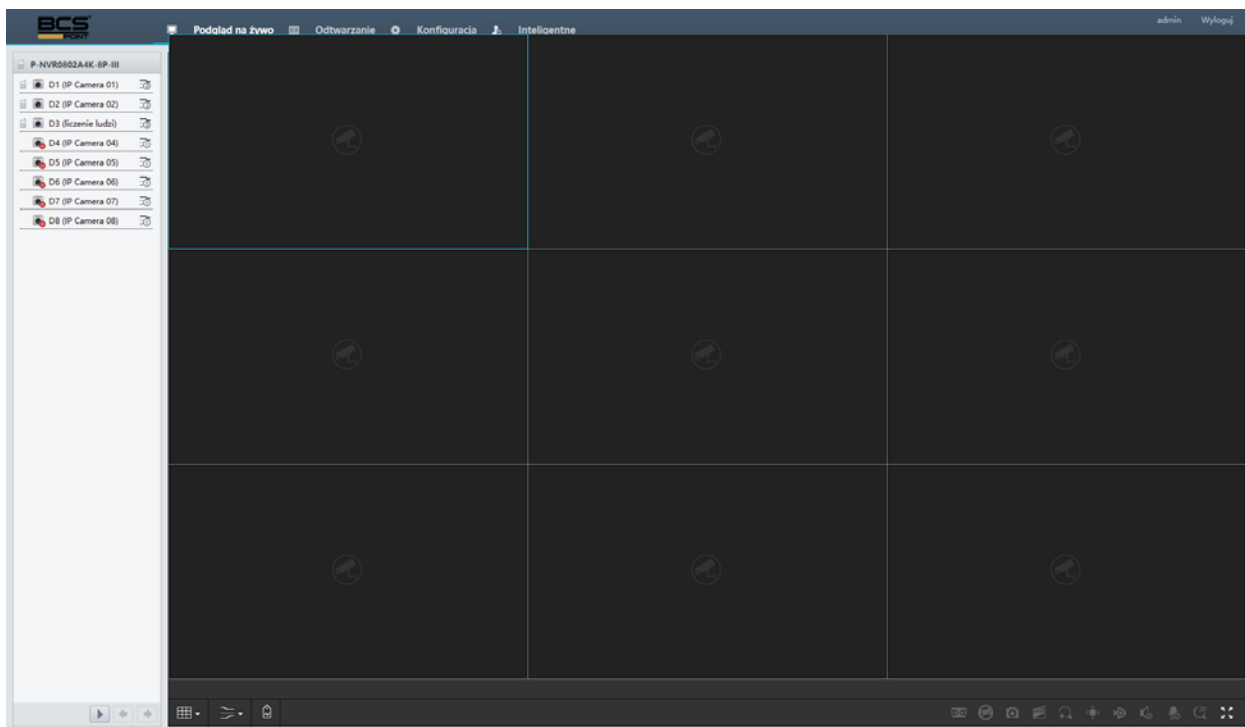 BCS
POINT
Podgląd na żywo Odtwarzanie Konfiguracja Inteligentne
admin Wyloguj
P-NVR0802A4K-8P-III
D1 (IP Camera 01)
D2 (IP Camera 02)
D3 (liczenie ludzi)
D4 (IP Camera 04)
D5 (IP Camera 05)
D6 (IP Camera 06)
D7 (IP Camera 07)
D8 (IP Camera 08)